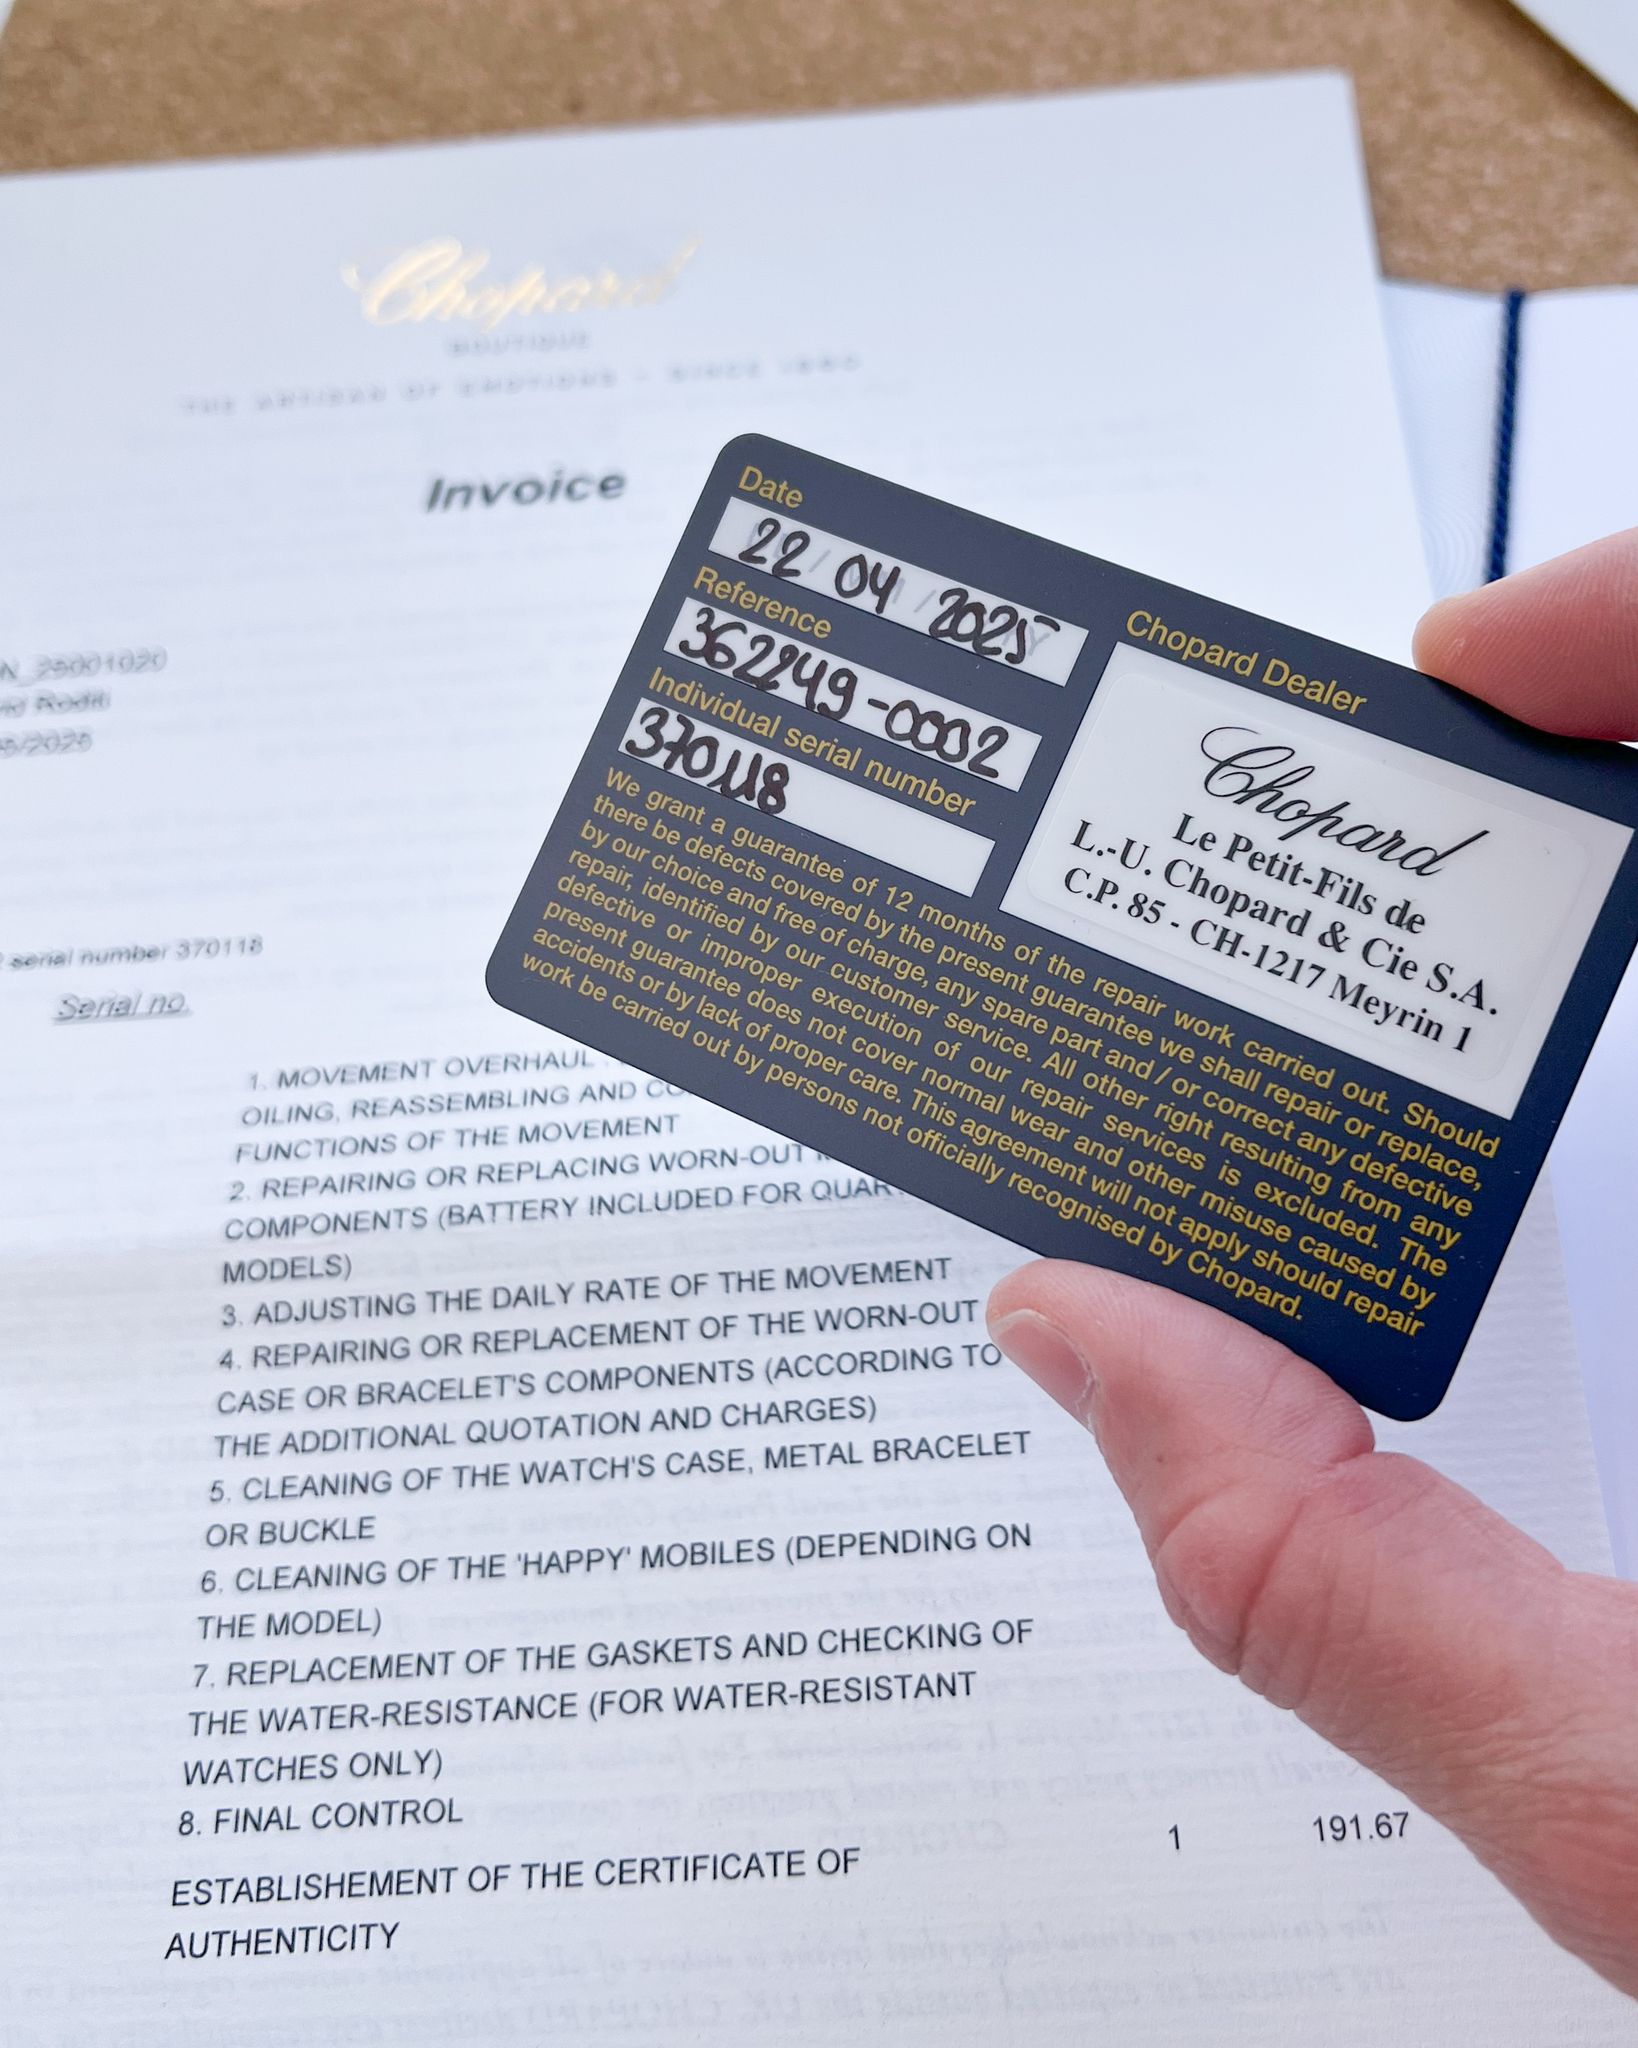 Chopard
BOUTIQUE
THE ARTISAN OF EMOTIONS - SINCE 1860
Invoice
N_25001020
serial number 370118
Serial no.
1. MOVEMENT OVERHAUL
OILING, REASSEMBLING AND
FUNCTIONS OF THE MOVEMENT
2. REPAIRING OR REPLACING WORN-OUT
COMPONENTS (BATTERY INCLUDED FOR
MODELS)
3. ADJUSTING THE DAILY RATE OF THE MOVEMENT
4. REPAIRING OR REPLACEMENT OF THE WORN-OUT
CASE OR BRACELET'S COMPONENTS (ACCORDING TO
THE ADDITIONAL QUOTATION AND CHARGES)
5. CLEANING OF THE WATCH'S CASE, METAL BRACELET
OR BUCKLE
6. CLEANING OF THE 'HAPPY' MOBILES (DEPENDING ON
THE MODEL)
7. REPLACEMENT OF THE GASKETS AND CHECKING OF
THE WATER-RESISTANCE (FOR WATER-RESISTANT
WATCHES ONLY)
8. FINAL CONTROL
1 191.67
ESTABLISHEMENT OF THE CERTIFICATE OF
AUTHENTICITY
Date
22 / 04 / 2025
Reference
362249-0002
Individual serial number
370118
Chopard Dealer
Chopard
Le Petit-Fils de
L.-U. Chopard & Cie S.A.
C.P. 85 - CH-1217 Meyrin 1
We grant a guarantee of 12 months of the repair work carried out. Should
there be defects covered by the present guarantee we shall repair or replace,
by our choice and free of charge, any spare part and / or correct any defective
repair, identified by our customer service. All other right resulting from any
defective or improper execution of our repair services is excluded. The
present guarantee does not cover normal wear and other misuse caused by
accidents or by lack of proper care. This agreement will not apply should repair
work be carried out by persons not officially recognised by Chopard.